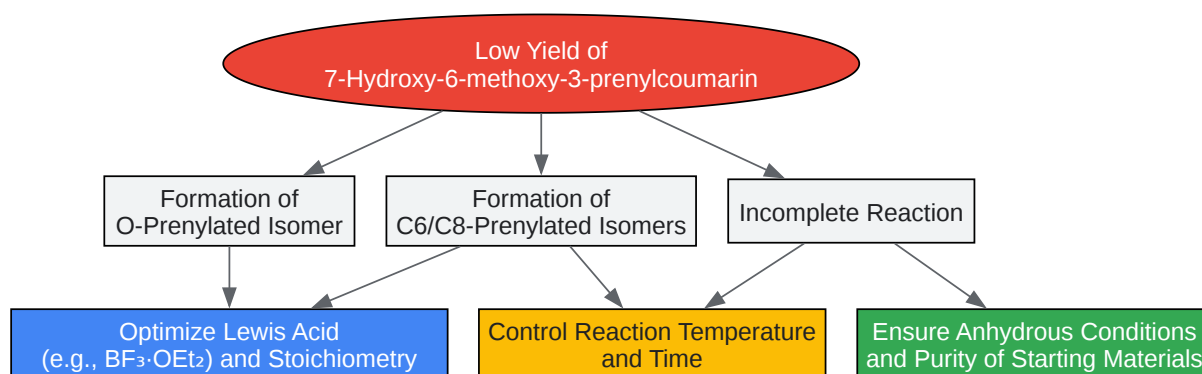 Low Yield of
7-Hydroxy-6-methoxy-3-prenylcoumarin
Formation of
O-Prenylated Isomer
Formation of
C6/C8-Prenylated Isomers
Incomplete Reaction
Optimize Lewis Acid
(e.g., BF₃·OEt₂) and Stoichiometry
Control Reaction Temperature
and Time
Ensure Anhydrous Conditions
and Purity of Starting Materials